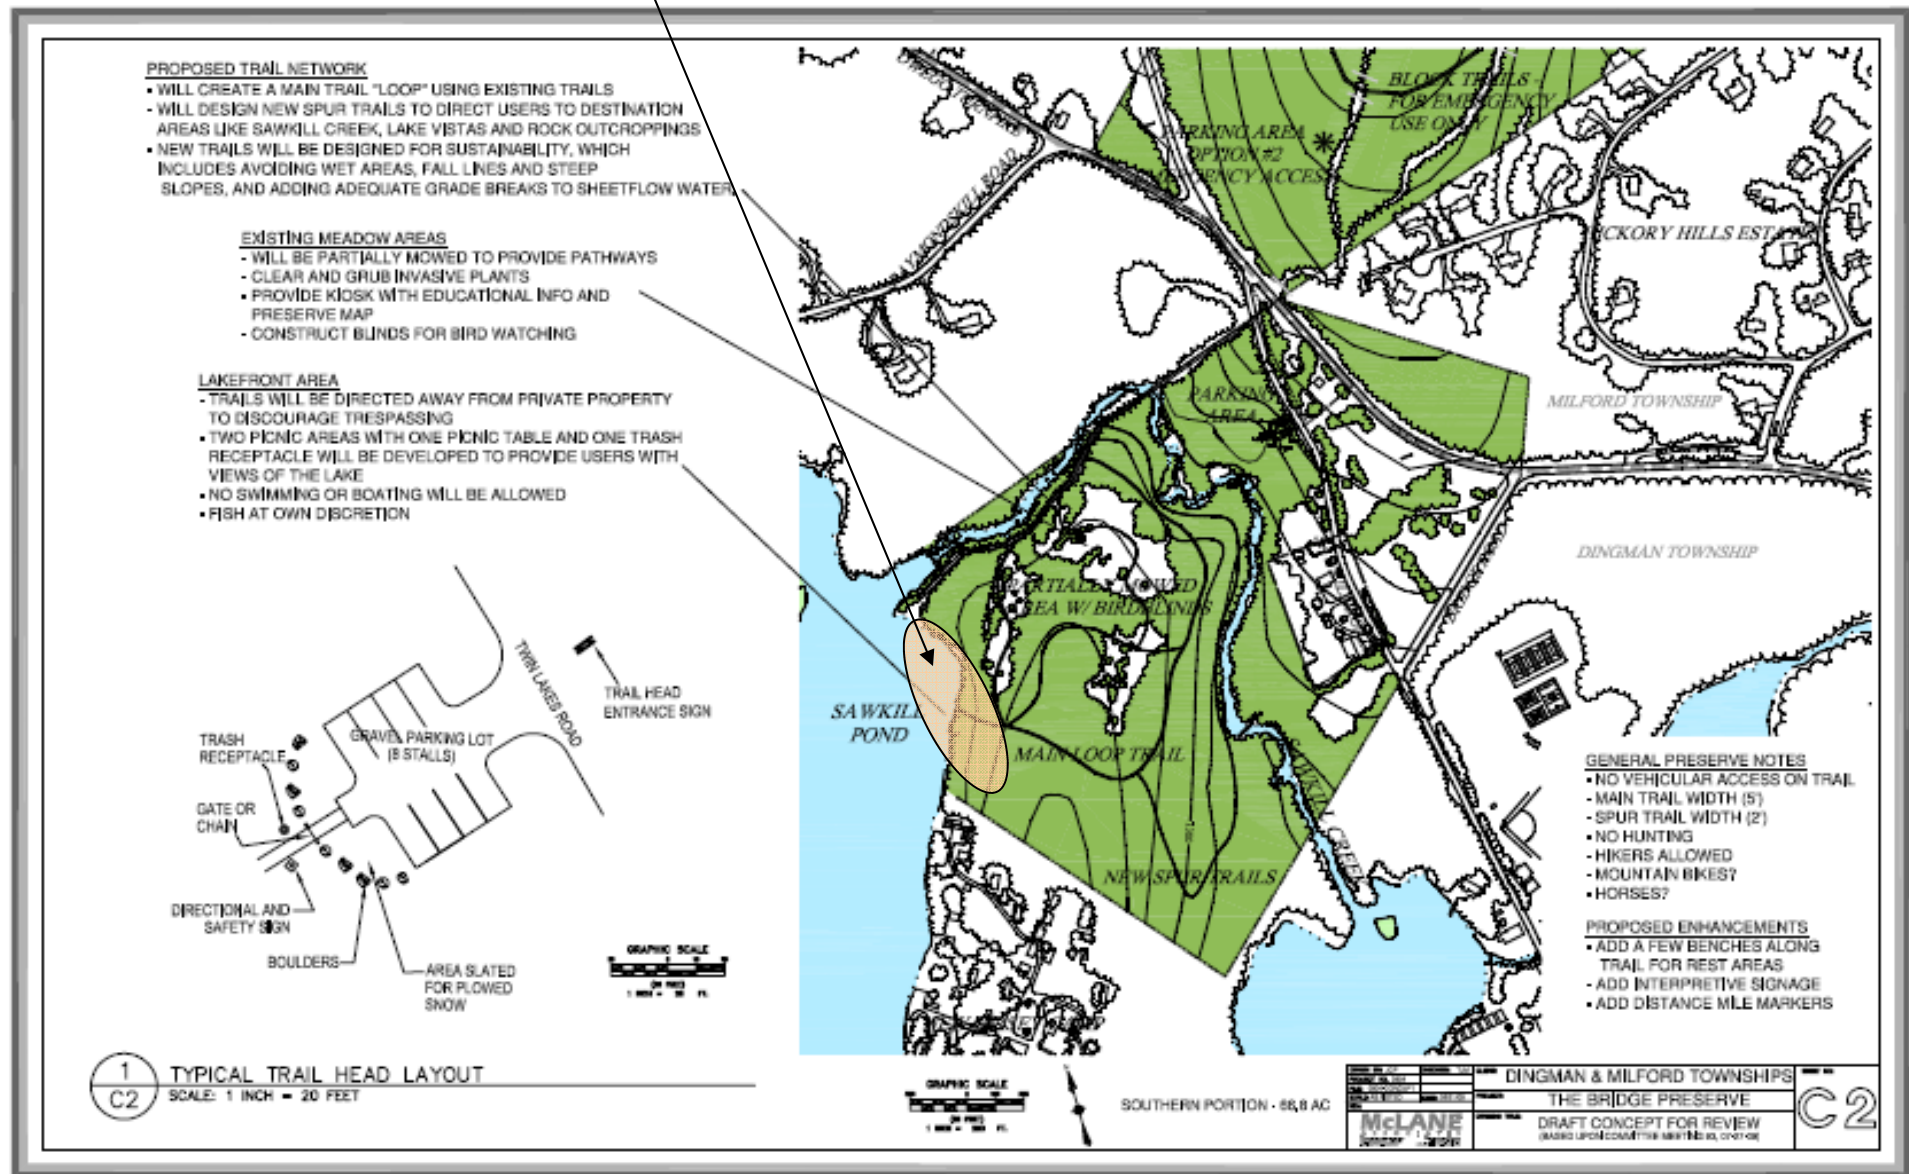 PROPOSED TRAIL NETWORK
• WILL CREATE A MAIN TRAIL "LOOP" USING EXISTING TRAILS
- WILL DESIGN NEW SPUR TRAILS TO DIRECT USERS TO DESTINATION
AREAS LIKE SAWKILL CREEK, LAKE VISTAS AND ROCK OUTCROPPINGS
• NEW TRAILS WILL BE DESIGNED FOR SUSTAINABILITY, WHICH
INCLUDES AVOIDING WET AREAS, FALL LINES AND STEEP
SLOPES, AND ADDING ADEQUATE GRADE BREAKS TO SHEETFLOW WATER.
EXISTING MEADOW AREAS
- WILL BE PARTIALLY MOWED TO PROVIDE PATHWAYS
- CLEAR AND GRUB INVASIVE PLANTS
• PROVIDE KIOSK WITH EDUCATIONAL INFO AND
PRESERVE MAP
- CONSTRUCT BLINDS FOR BIRD WATCHING
LAKEFRONT AREA
- TRAILS WILL BE DIRECTED AWAY FROM PRIVATE PROPERTY
TO DISCOURAGE TRESPASSING
• TWO PICNIC AREAS WITH ONE PICNIC TABLE AND ONE TRASH
RECEPTACLE WILL BE DEVELOPED TO PROVIDE USERS WITH
VIEWS OF THE LAKE
• NO SWIMMING OR BOATING WILL BE ALLOWED
• FISH AT OWN DISCRETION
TWIN LAKES ROAD
TRAIL HEAD
ENTRANCE SIGN
GRAVEL PARKING LOT
(8 STALLS)
TRASH
RECEPTACLE
GATE OR
CHAIN
DIRECTIONAL AND
SAFETY SIGN
BOULDERS
AREA SLATED
FOR PLOWED
SNOW
GRAPHIC SCALE
1 TYPICAL TRAIL HEAD LAYOUT
C2 SCALE: 1 INCH = 20 FEET
BLOCK TRAILS -
FOR EMERGENCY
USE ONLY
PARKING AREA
OPTION #2
EMERGENCY ACCESS
RAYMONDSKILL ROAD
HICKORY HILLS ESTATES
PARKING
AREA
MILFORD TOWNSHIP
DINGMAN TOWNSHIP
PARTIALLY MOWED
AREA W/ BIRDBLINDS
SAWKILL
POND
MAIN LOOP TRAIL
SAWKILL CREEK
NEW SPUR TRAILS
GENERAL PRESERVE NOTES
• NO VEHICULAR ACCESS ON TRAIL
- MAIN TRAIL WIDTH (5')
- SPUR TRAIL WIDTH (2')
• NO HUNTING
- HIKERS ALLOWED
- MOUNTAIN BIKES?
• HORSES?
PROPOSED ENHANCEMENTS
• ADD A FEW BENCHES ALONG
TRAIL FOR REST AREAS
- ADD INTERPRETIVE SIGNAGE
• ADD DISTANCE MILE MARKERS
GRAPHIC SCALE
SOUTHERN PORTION - 66.8 AC
McLANE
DINGMAN & MILFORD TOWNSHIPS
THE BRIDGE PRESERVE
DRAFT CONCEPT FOR REVIEW
C2